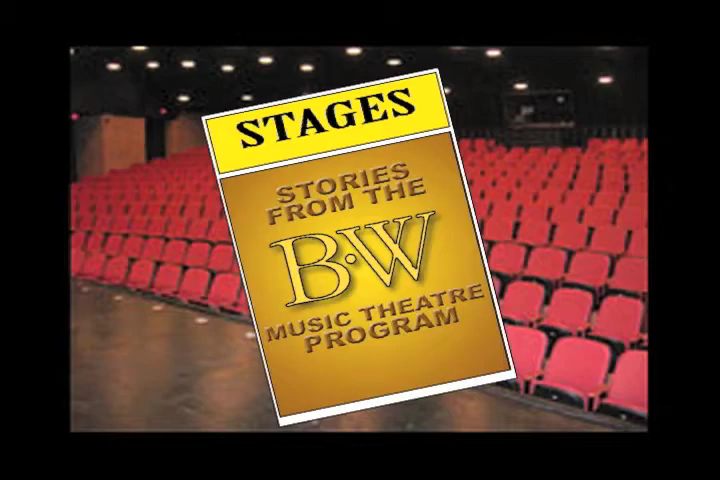 STAGES
STORIES
FROM THE
B·W
MUSIC THEATRE
PROGRAM